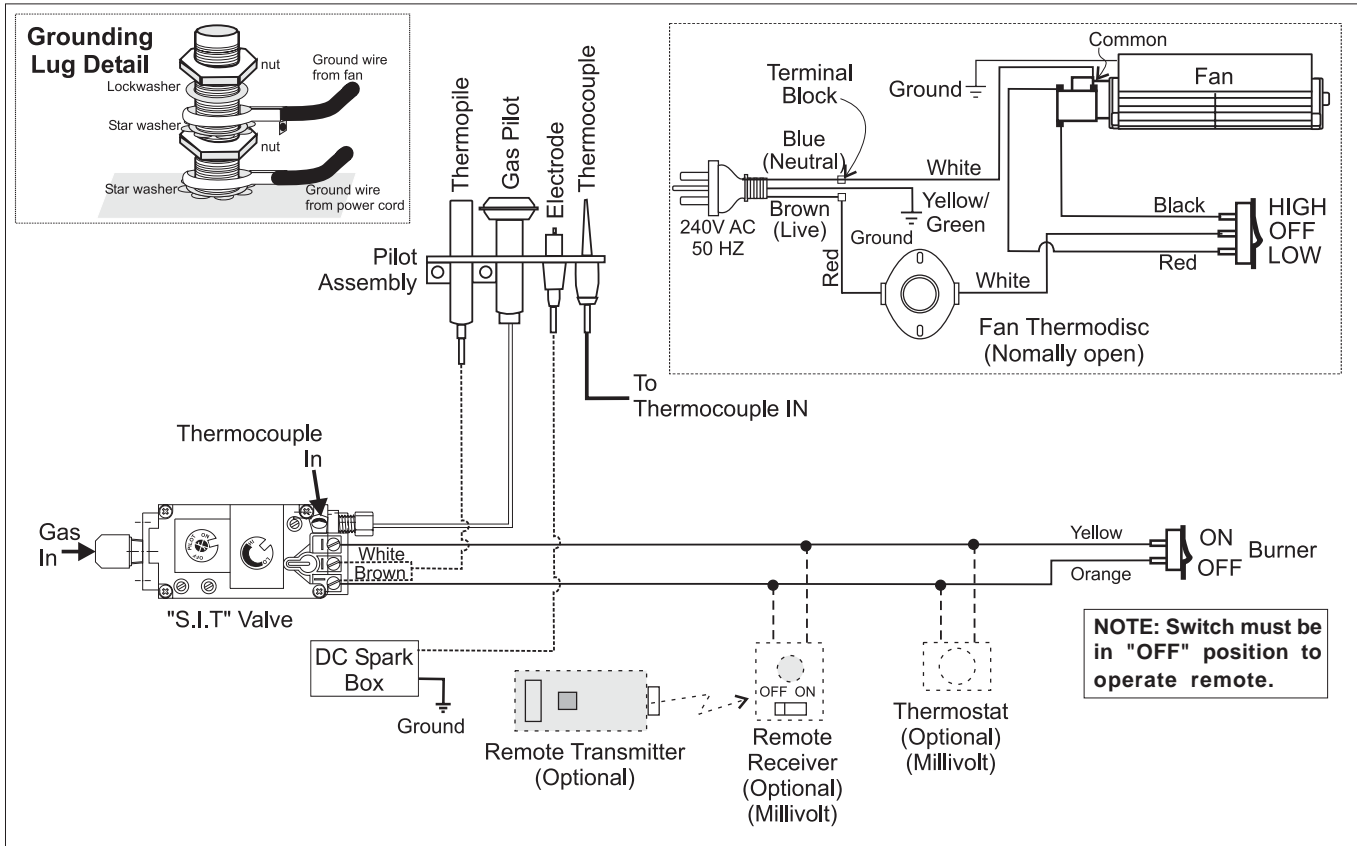 Grounding
Lug Detail
nut
Lockwasher
Ground wire
from fan
Star washer
nut
Star washer
Ground wire
from power cord
Thermopile
Gas Pilot
Electrode
Thermocouple
Pilot
Assembly
To
Thermocouple IN
Common
Terminal
Block
Ground
Fan
Blue
(Neutral)
White
Yellow/
Green
Brown
(Live)
240V AC
50 HZ
Ground
Red
White
Black
Red
HIGH
OFF
LOW
Fan Thermodisc
(Nomally open)
Thermocouple
In
Gas
In
PILOT
ON
OFF
HI
LO
White
Brown
"S.I.T" Valve
Yellow
Orange
ON
OFF
Burner
DC Spark
Box
Ground
Remote Transmitter
(Optional)
OFF ON
Remote
Receiver
(Optional)
(Millivolt)
Thermostat
(Optional)
(Millivolt)
NOTE: Switch must be
in "OFF" position to
operate remote.